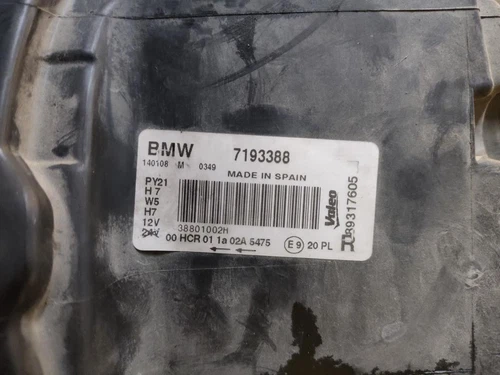 BMW 7193388
140108 M 0349 MADE IN SPAIN
PY21
H7
W5
H7
12V
38801002H
00 HCR 01 1a 02A 5475
E9 20 PL
Valeo
89317605